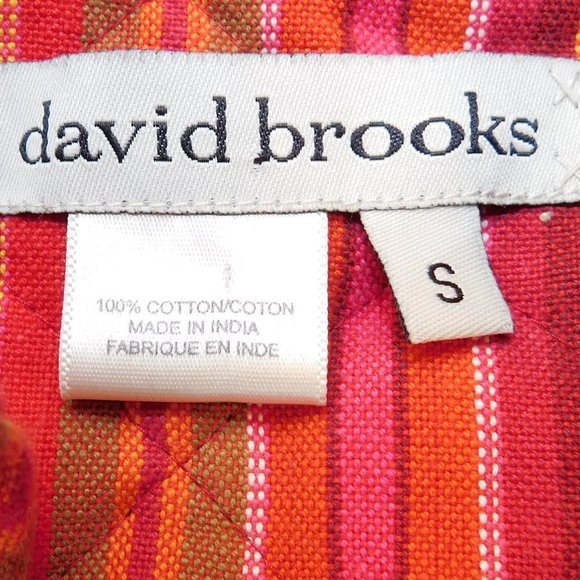 david brooks
S
100% COTTON/COTON
MADE IN INDIA
FABRIQUE EN INDE